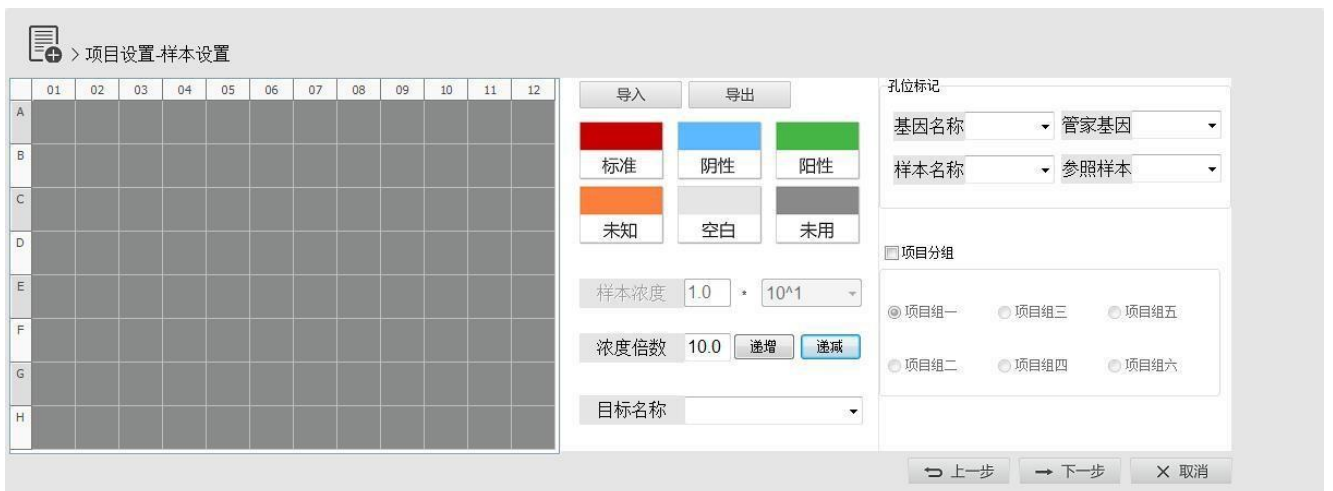 > 项目设置-样本设置
01 02 03 04 05 06 07 08 09 10 11 12
A
B
C
D
E
F
G
H
导入 导出
标准 阴性 阳性
未知 空白 未用
样本浓度 1.0 * 10^1
浓度倍数 10.0 递增 递减
目标名称
孔位标记
基因名称 管家基因
样本名称 参照样本
项目分组
项目组一 项目组三 项目组五
项目组二 项目组四 项目组六
上一步 下一步 取消